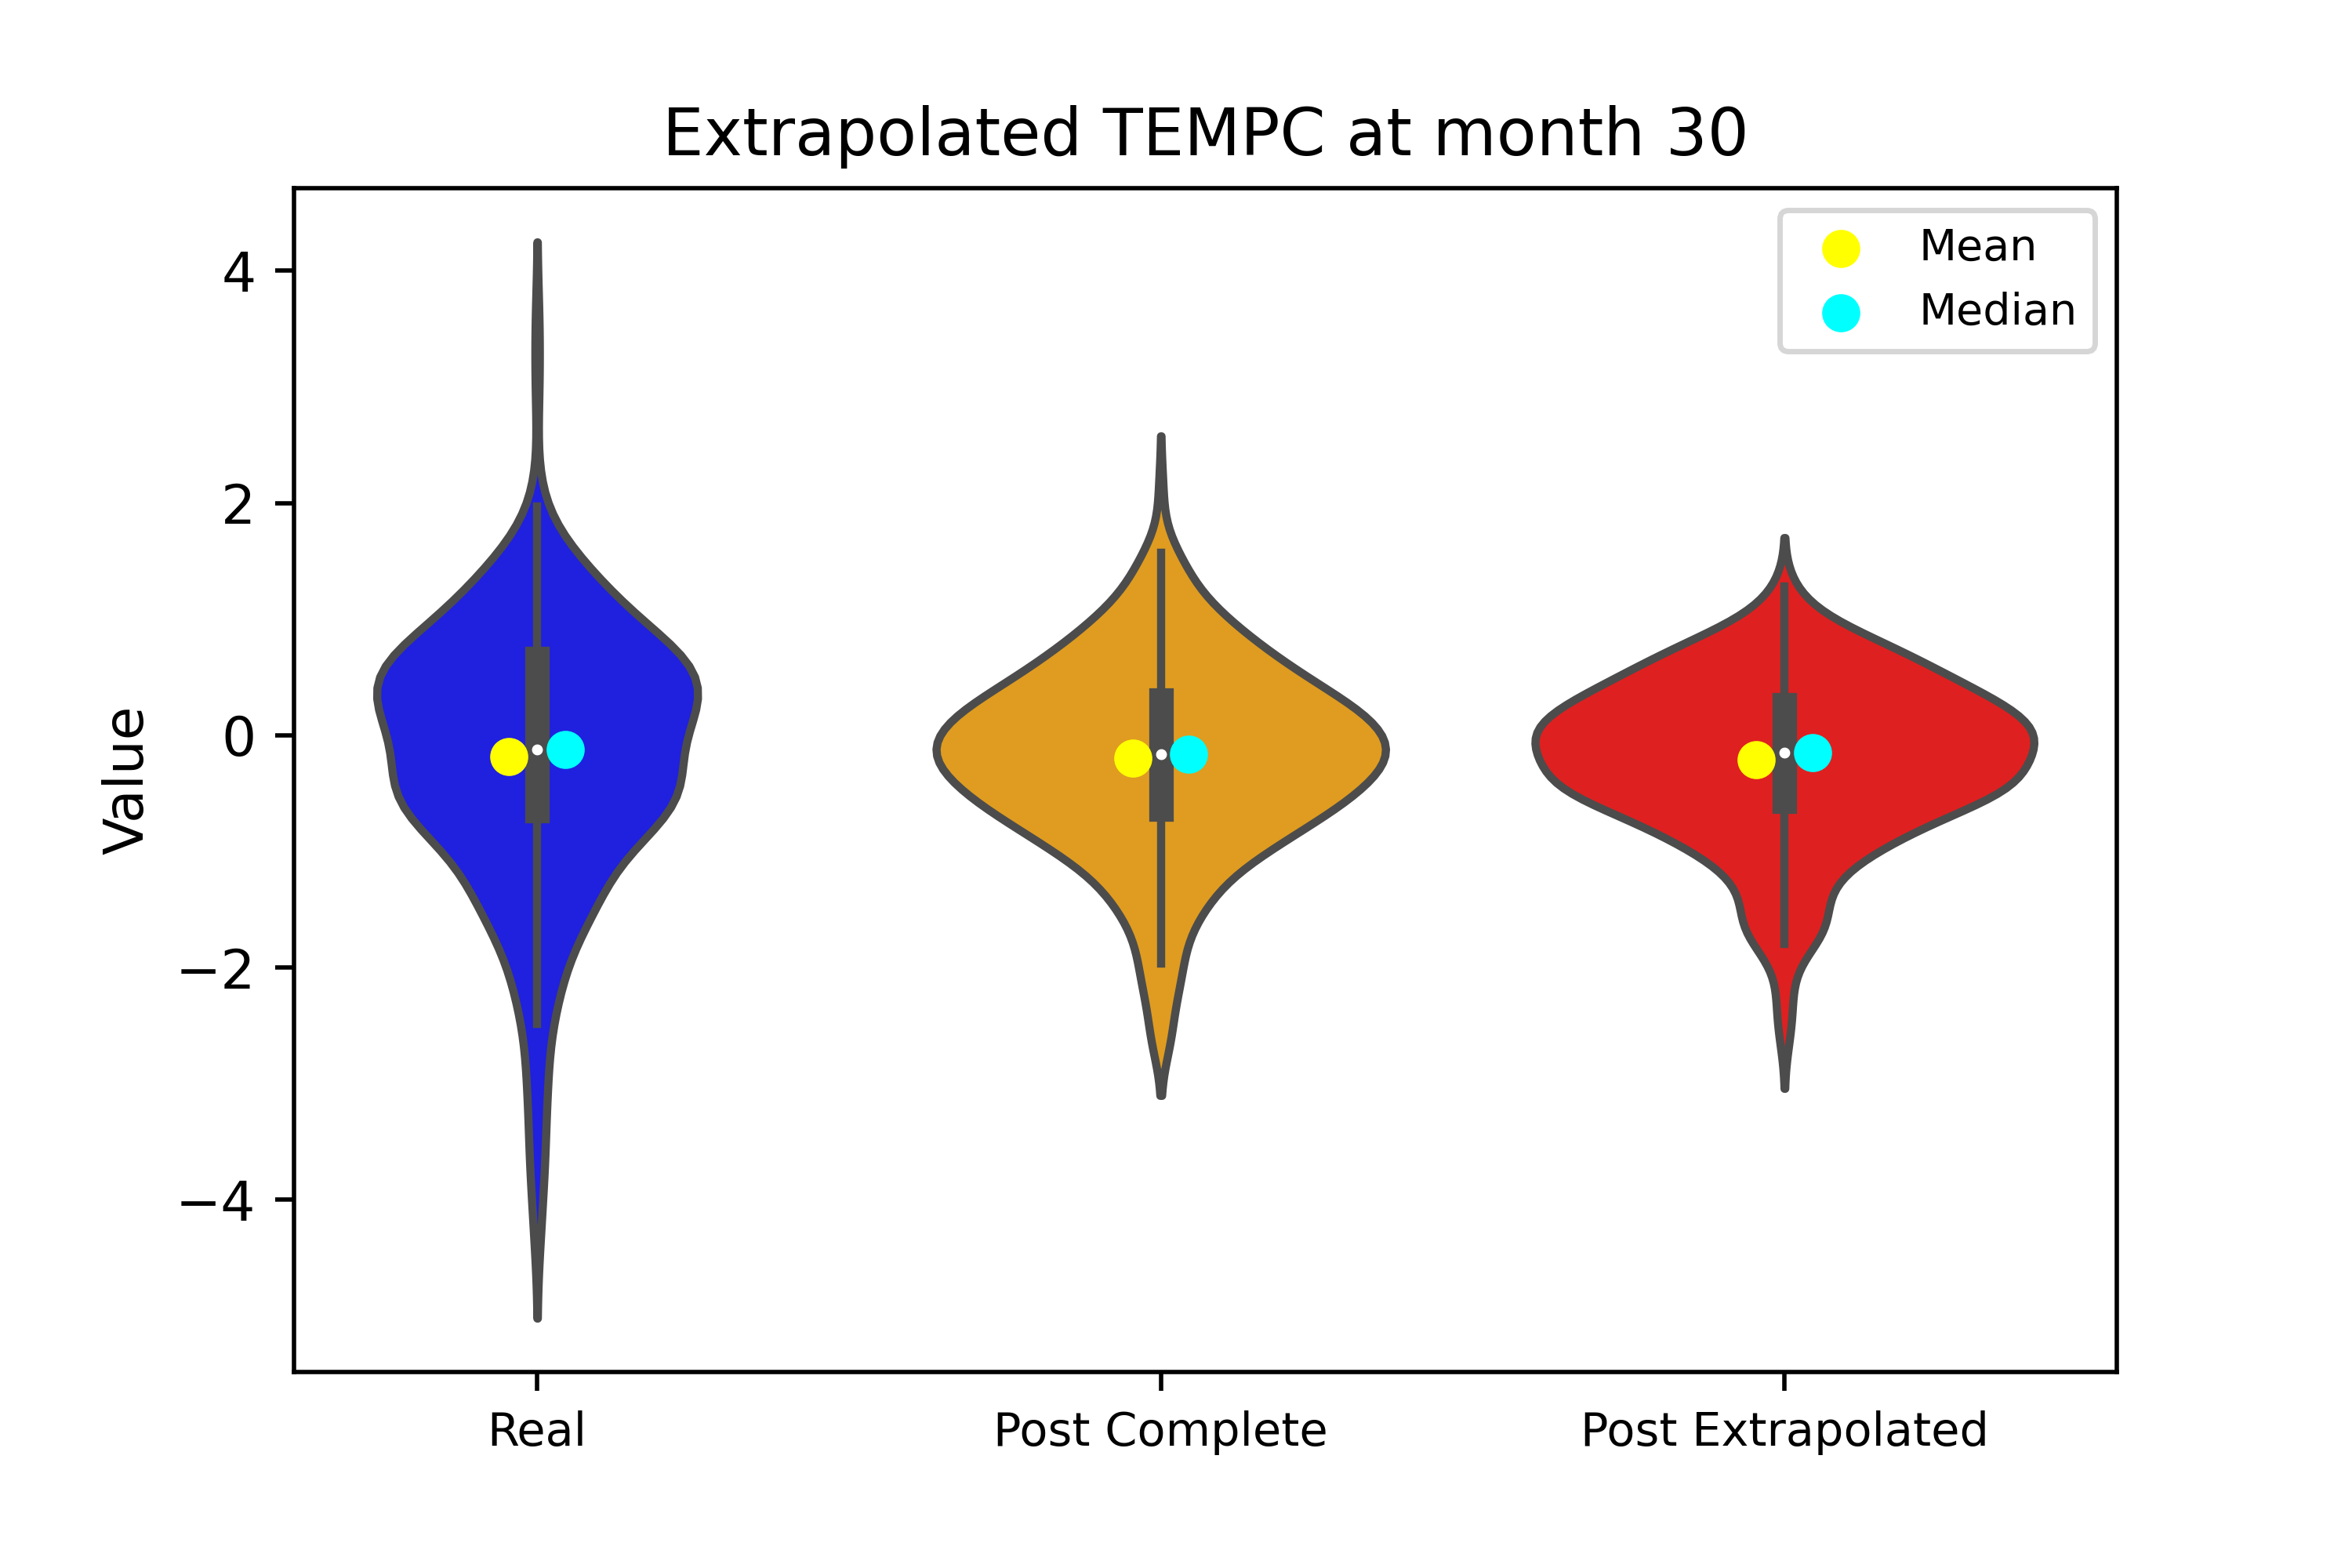 Extrapolated TEMPC at month 30
Mean
Median
4
2
0
−2
−4
Value
Real
Post Complete
Post Extrapolated